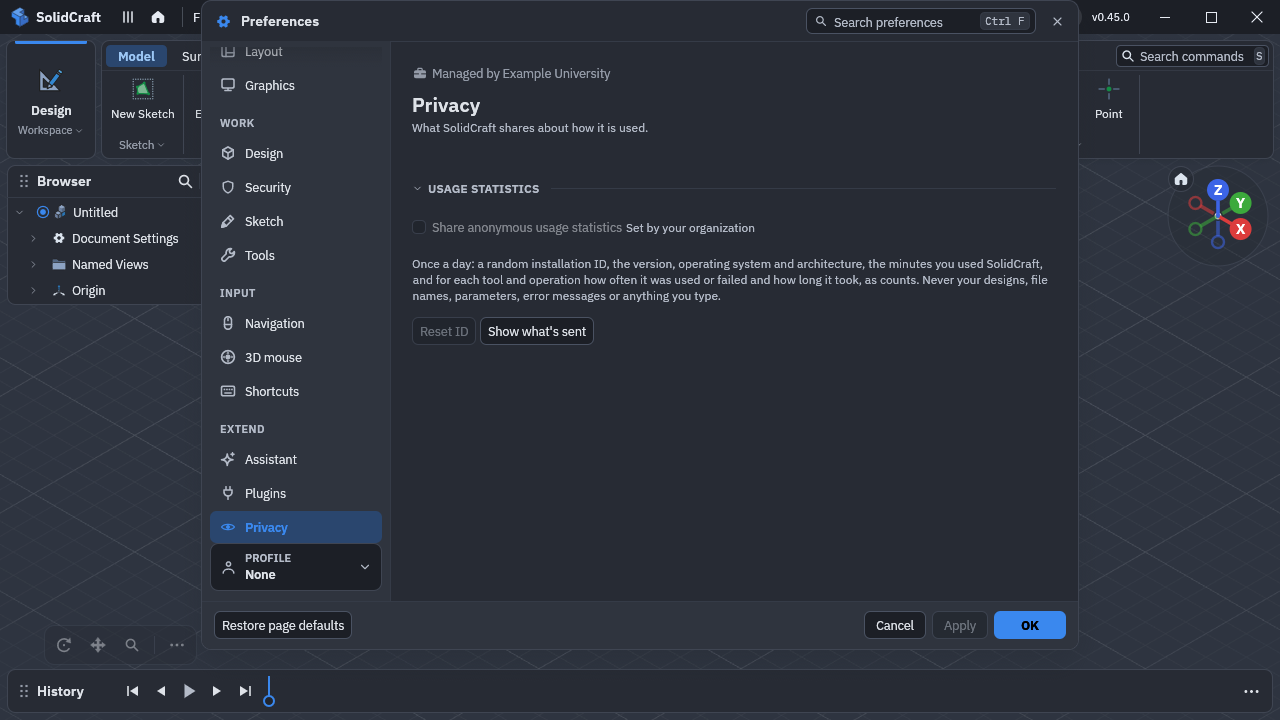 SolidCraft
F
Preferences
Search preferences
Ctrl F
v0.45.0
Model
Sur
Search commands
S
Design
Workspace
New Sketch
E
Sketch
Point
Browser
Untitled
Document Settings
Named Views
Origin
Layout
Graphics
WORK
Design
Security
Sketch
Tools
INPUT
Navigation
3D mouse
Shortcuts
EXTEND
Assistant
Plugins
Privacy
PROFILE
None
Managed by Example University
Privacy
What SolidCraft shares about how it is used.
USAGE STATISTICS
Share anonymous usage statistics Set by your organization
Once a day: a random installation ID, the version, operating system and architecture, the minutes you used SolidCraft,
and for each tool and operation how often it was used or failed and how long it took, as counts. Never your designs, file
names, parameters, error messages or anything you type.
Reset ID
Show what's sent
Z
Y
X
Restore page defaults
Cancel
Apply
OK
History